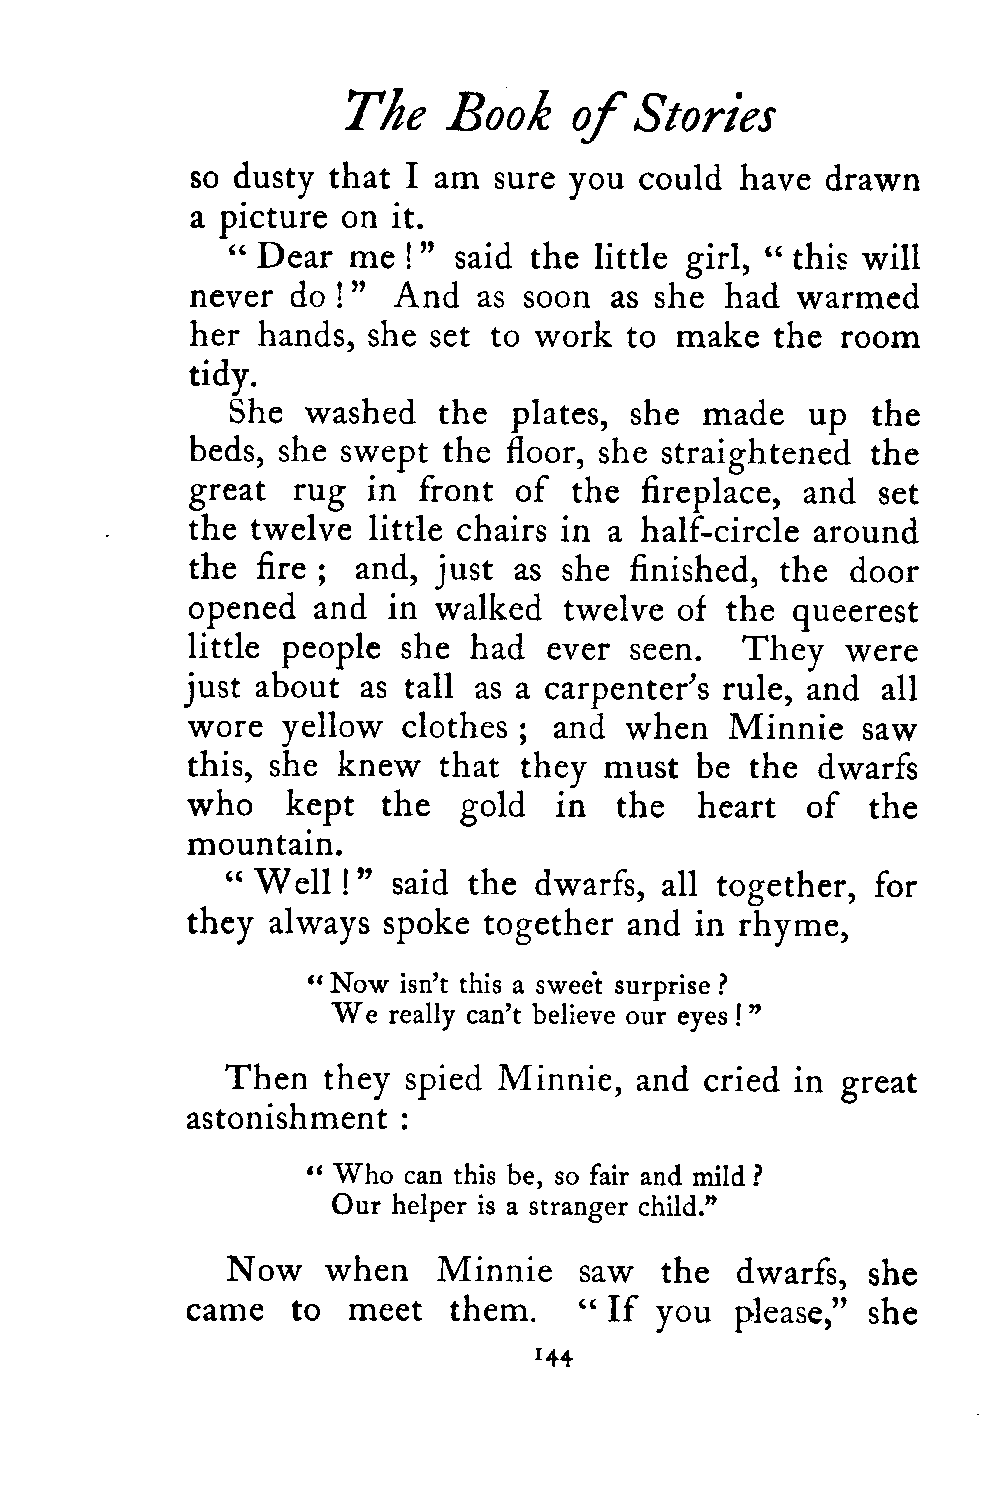 The Book of Stories
so dusty that I am sure you could have drawn
a picture on it.
“ Dear me ! ” said the little girl, “ this will
never do ! ” And as soon as she had warmed
her hands, she set to work to make the room
tidy.
She washed the plates, she made up the
beds, she swept the floor, she straightened the
great rug in front of the fireplace, and set
the twelve little chairs in a half-circle around
the fire ; and, just as she finished, the door
opened and in walked twelve of the queerest
little people she had ever seen. They were
just about as tall as a carpenter’s rule, and all
wore yellow clothes ; and when Minnie saw
this, she knew that they must be the dwarfs
who kept the gold in the heart of the
mountain.
“ Well ! ” said the dwarfs, all together, for
they always spoke together and in rhyme,
“ Now isn’t this a sweet surprise ?
We really can’t believe our eyes ! ”
Then they spied Minnie, and cried in great
astonishment :
“ Who can this be, so fair and mild ?
Our helper is a stranger child.”
Now when Minnie saw the dwarfs, she
came to meet them. “ If you please,” she
144